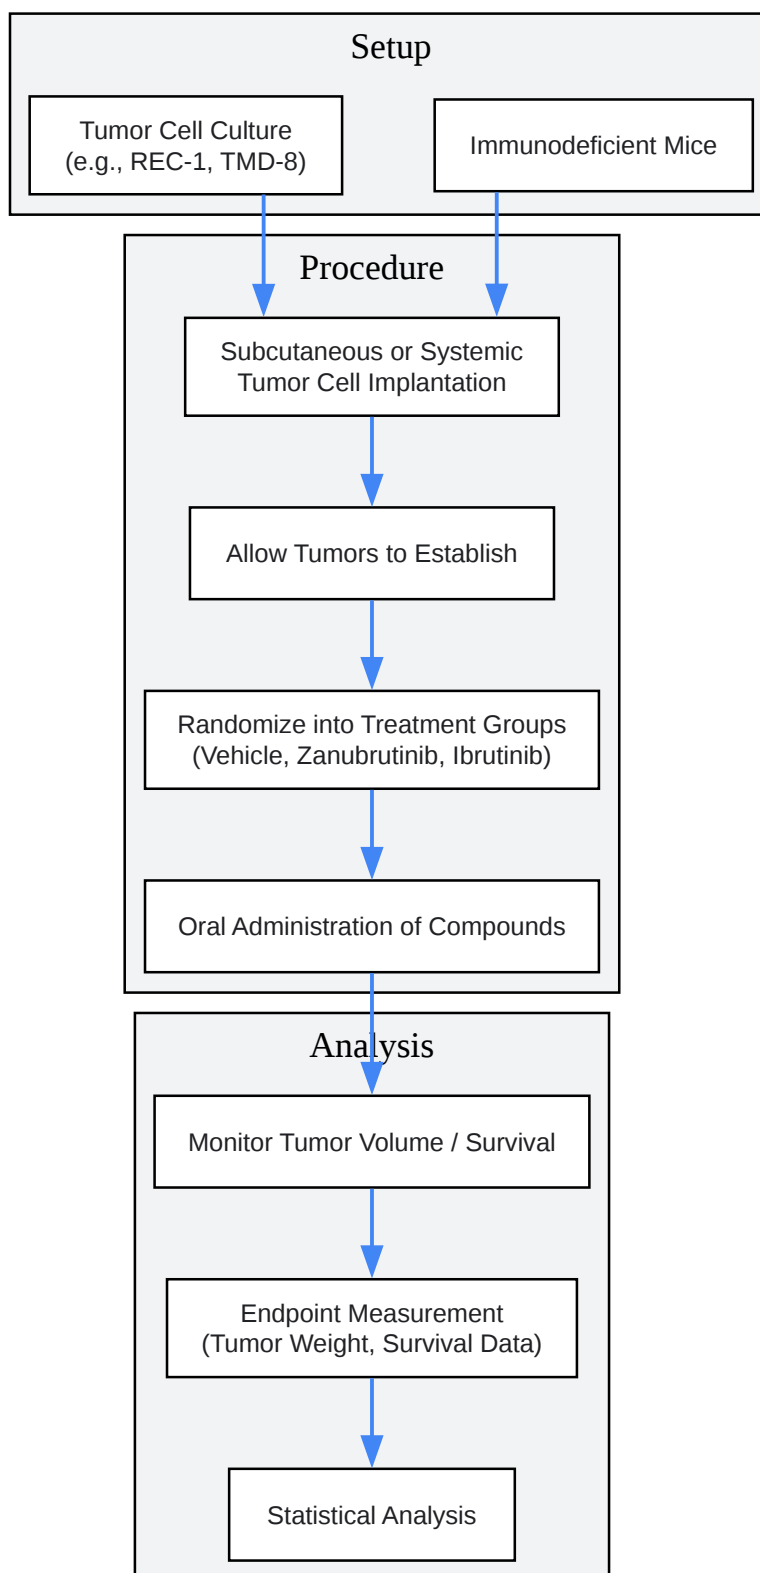 Setup
Tumor Cell Culture
(e.g., REC-1, TMD-8)
Immunodeficient Mice
Procedure
Subcutaneous or Systemic
Tumor Cell Implantation
Allow Tumors to Establish
Randomize into Treatment Groups
(Vehicle, Zanubrutinib, Ibrutinib)
Oral Administration of Compounds
Analysis
Monitor Tumor Volume / Survival
Endpoint Measurement
(Tumor Weight, Survival Data)
Statistical Analysis